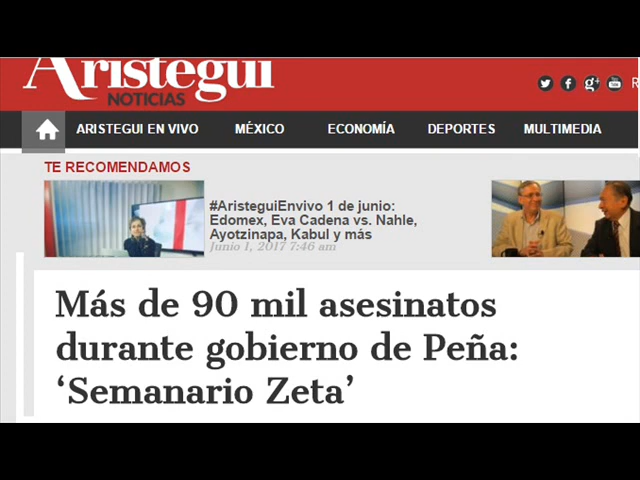 Aristegui
NOTICIAS
R
ARISTEGUI EN VIVO MÉXICO ECONOMÍA DEPORTES MULTIMEDIA
TE RECOMENDAMOS
#AristeguiEnvivo 1 de junio:
Edomex, Eva Cadena vs. Nahle,
Ayotzinapa, Kabul y más
Junio 1, 2017 7:46 am
Más de 90 mil asesinatos
durante gobierno de Peña:
‘Semanario Zeta’